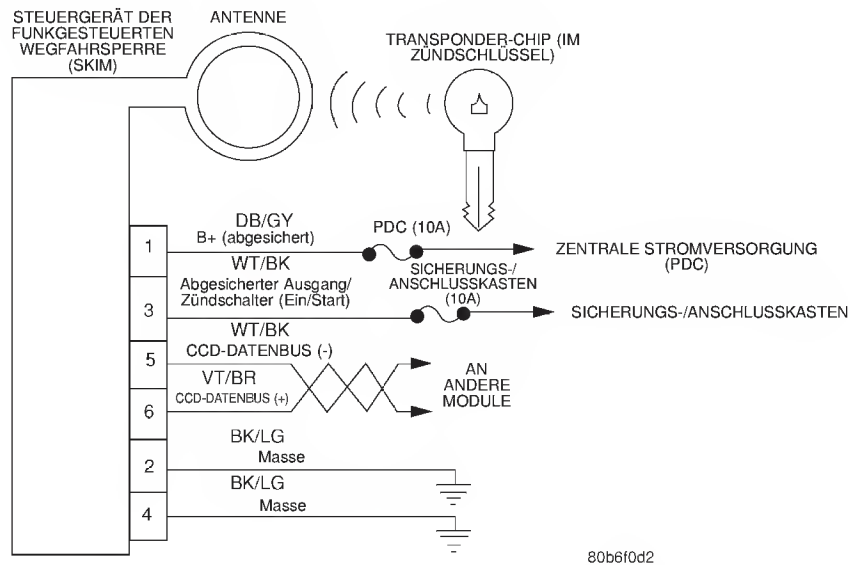 STEUERGERÄT DER
FUNKGESTEUERTEN
WEGFAHRSPERRE
(SKIM)
ANTENNE
TRANSPONDER-CHIP (IM
ZÜNDSCHLÜSSEL)
DB/GY
1
B+ (abgesichert)
PDC (10A)
ZENTRALE STROMVERSORGUNG
(PDC)
WT/BK
3
Abgesicherter Ausgang/
Zündschalter (Ein/Start)
SICHERUNGS-/
ANSCHLUSSKASTEN
(10A)
SICHERUNGS-/ANSCHLUSSKASTEN
WT/BK
5
CCD-DATENBUS (-)
VT/BR
6
CCD-DATENBUS (+)
AN
ANDERE
MODULE
BK/LG
2
Masse
BK/LG
4
Masse
80b6f0d2